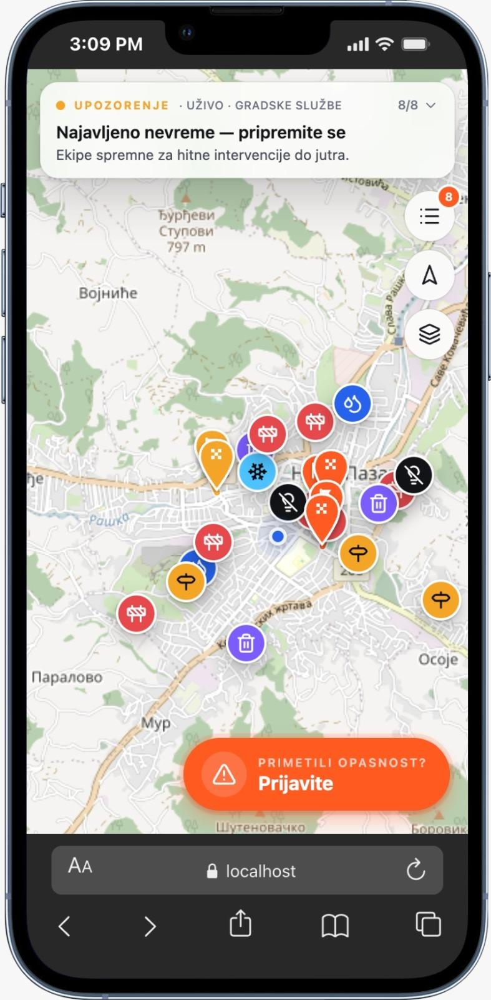 3:09 PM
UPOZORENJE · UŽIVO · GRADSKE SLUŽBE 8/8
Najavljeno nevreme — pripremite se
Ekipe spremne za hitne intervencije do jutra.
8
Ђурђеви
Ступови
797 m
Војниће
Рашка
Паралово
Осоје
Мур
PRIMETILI OPASNOST?
Prijavite
Шутеновачко
Боровик
AA
localhost